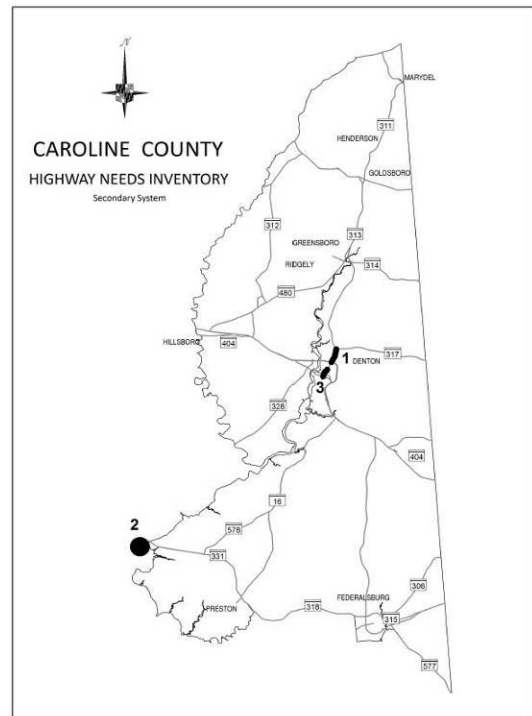 N
CAROLINE COUNTY
HIGHWAY NEEDS INVENTORY
Secondary System
MARYDEL
311
HENDERSON
GOLDSBORO
312
313
GREENSBORO
RIDGELY
314
480
HILLSBORO
404
1
317
DENTON
3
328
404
16
2
578
331
306
FEDERALSBURG
PRESTON
318
315
577